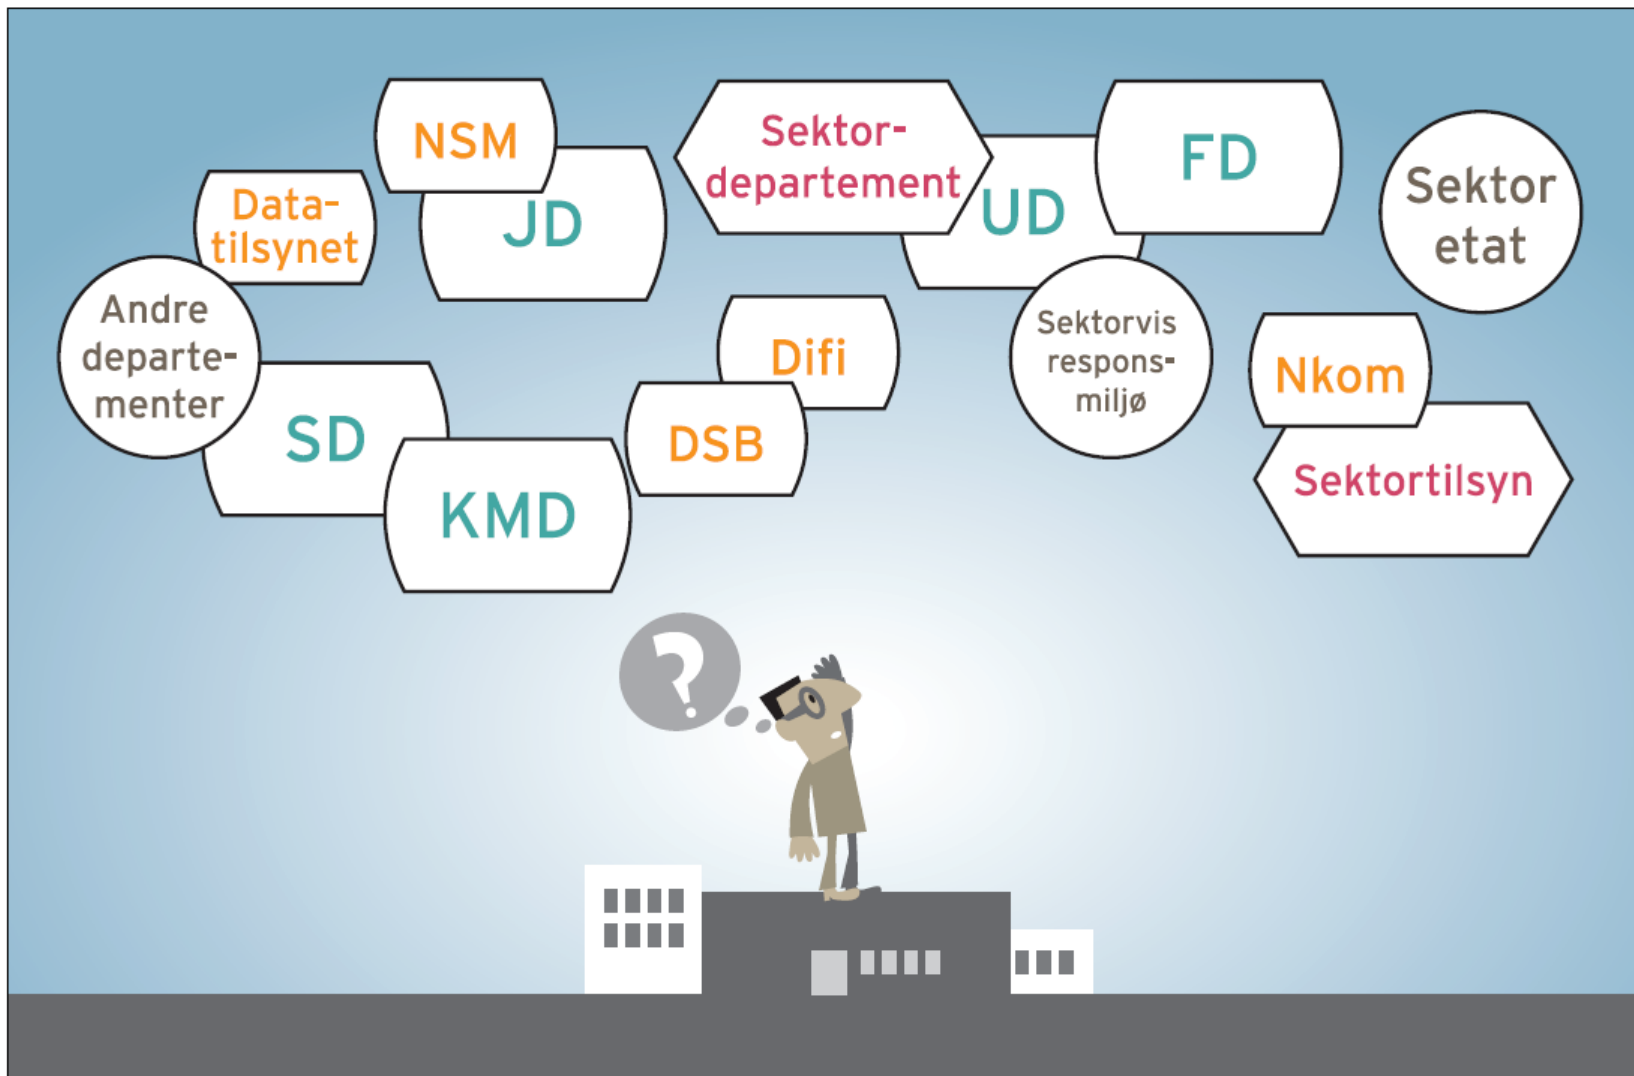 NSM
Sektor-
departement
FD
Data-
tilsynet
JD
UD
Sektor
etat
Andre
departe-
menter
Difi
Sektorvis
respons-
miljø
Nkom
SD
DSB
KMD
Sektortilsyn
?